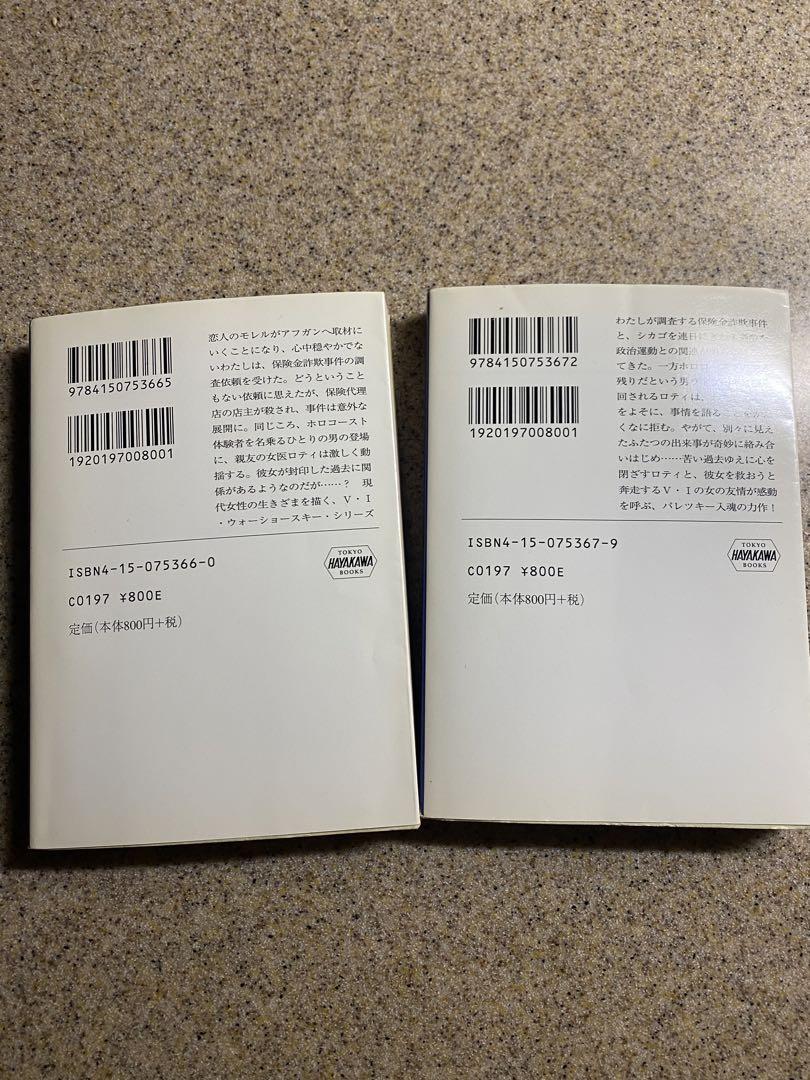 9784150753665
1920197008001
恋人のモレルがアフガンへ取材に
いくことになり、心中穏やかでな
いわたしは、保険金詐欺事件の調
査依頼を受けた。どうということ
もない依頼に思えたが、保険代理
店の店主が殺され、事件は意外な
展開に。同じころ、ホロコースト
体験者を名乗るひとりの男の登場
に、親友の女医ロティは激しく動
揺する。彼女が封印した過去に関
係があるようなのだが……？ 現
代女性の生きざまを描く、V・I
・ウォーショースキー・シリーズ
ISBN4-15-075366-0
C0197 ¥800E
定価(本体800円+税)
TOKYO
HAYAKAWA
BOOKS
9784150753672
1920197008001
わたしが調査する保険金詐欺事件
と、シカゴを連日
政治運動との関連
てきた。一方ホロ
残りだという男
回されるロティは、
をよそに、事情を語
くなに拒む。やがて、別々に見え
たふたつの出来事が奇妙に絡み合
いはじめ……苦い過去ゆえに心を
閉ざすロティと、彼女を救おうと
奔走するV・Iの女の友情が感動
を呼ぶ、パレツキー入魂の力作！
ISBN4-15-075367-9
C0197 ¥800E
定価(本体800円+税)
TOKYO
HAYAKAWA
BOOKS